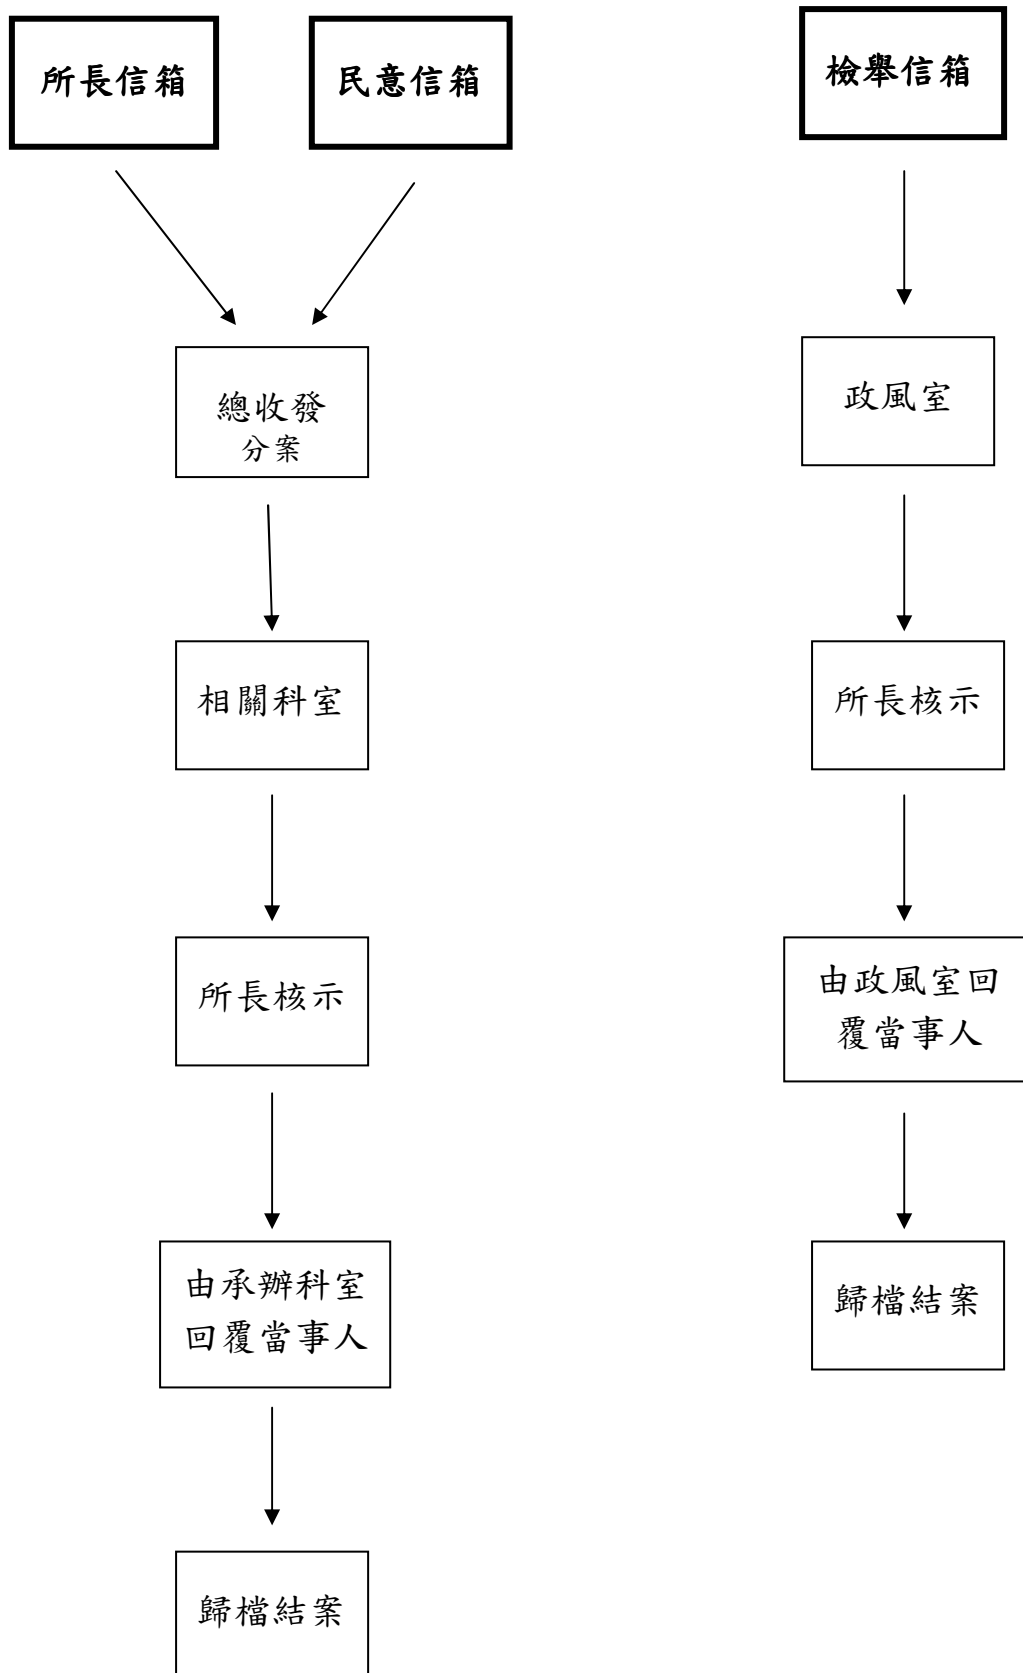 所長信箱
民意信箱
檢舉信箱
總收發
分案
政風室
相關科室
所長核示
所長核示
由政風室回
覆當事人
由承辦科室
回覆當事人
歸檔結案
歸檔結案